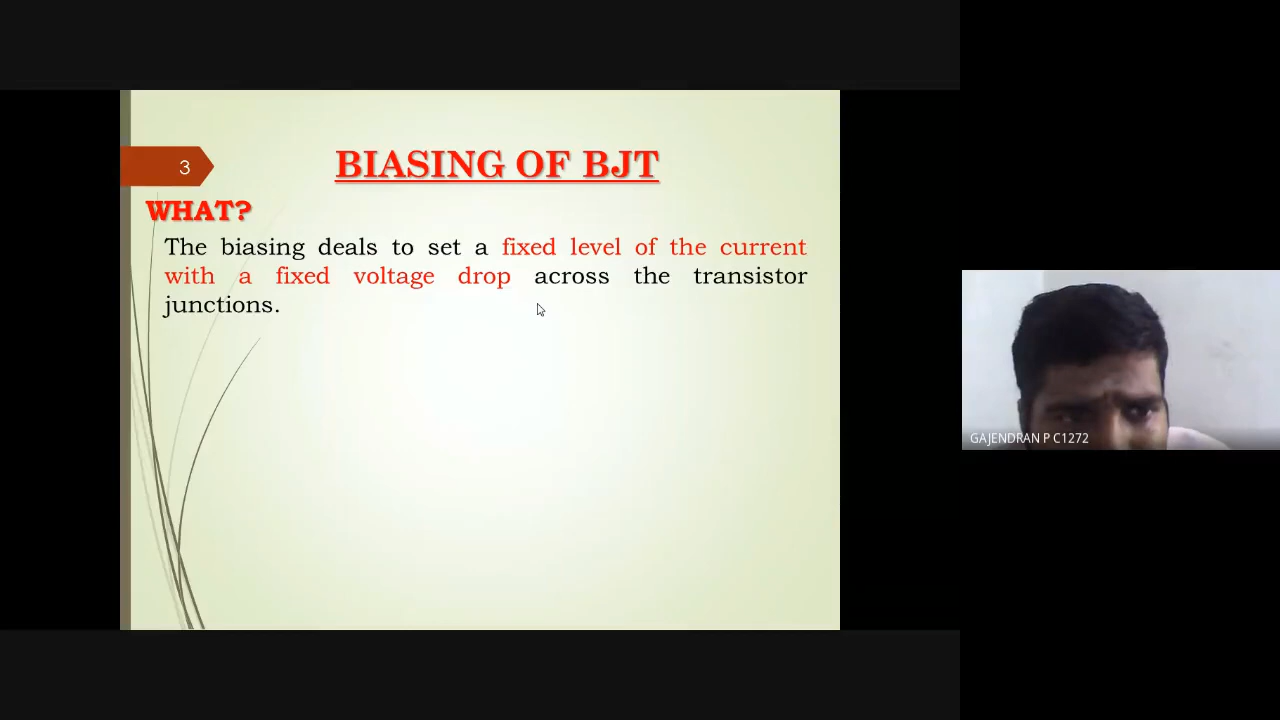 3
BIASING OF BJT
WHAT?
The biasing deals to set a fixed level of the current
with a fixed voltage drop across the transistor
junctions.
GAJENDRAN P C1272